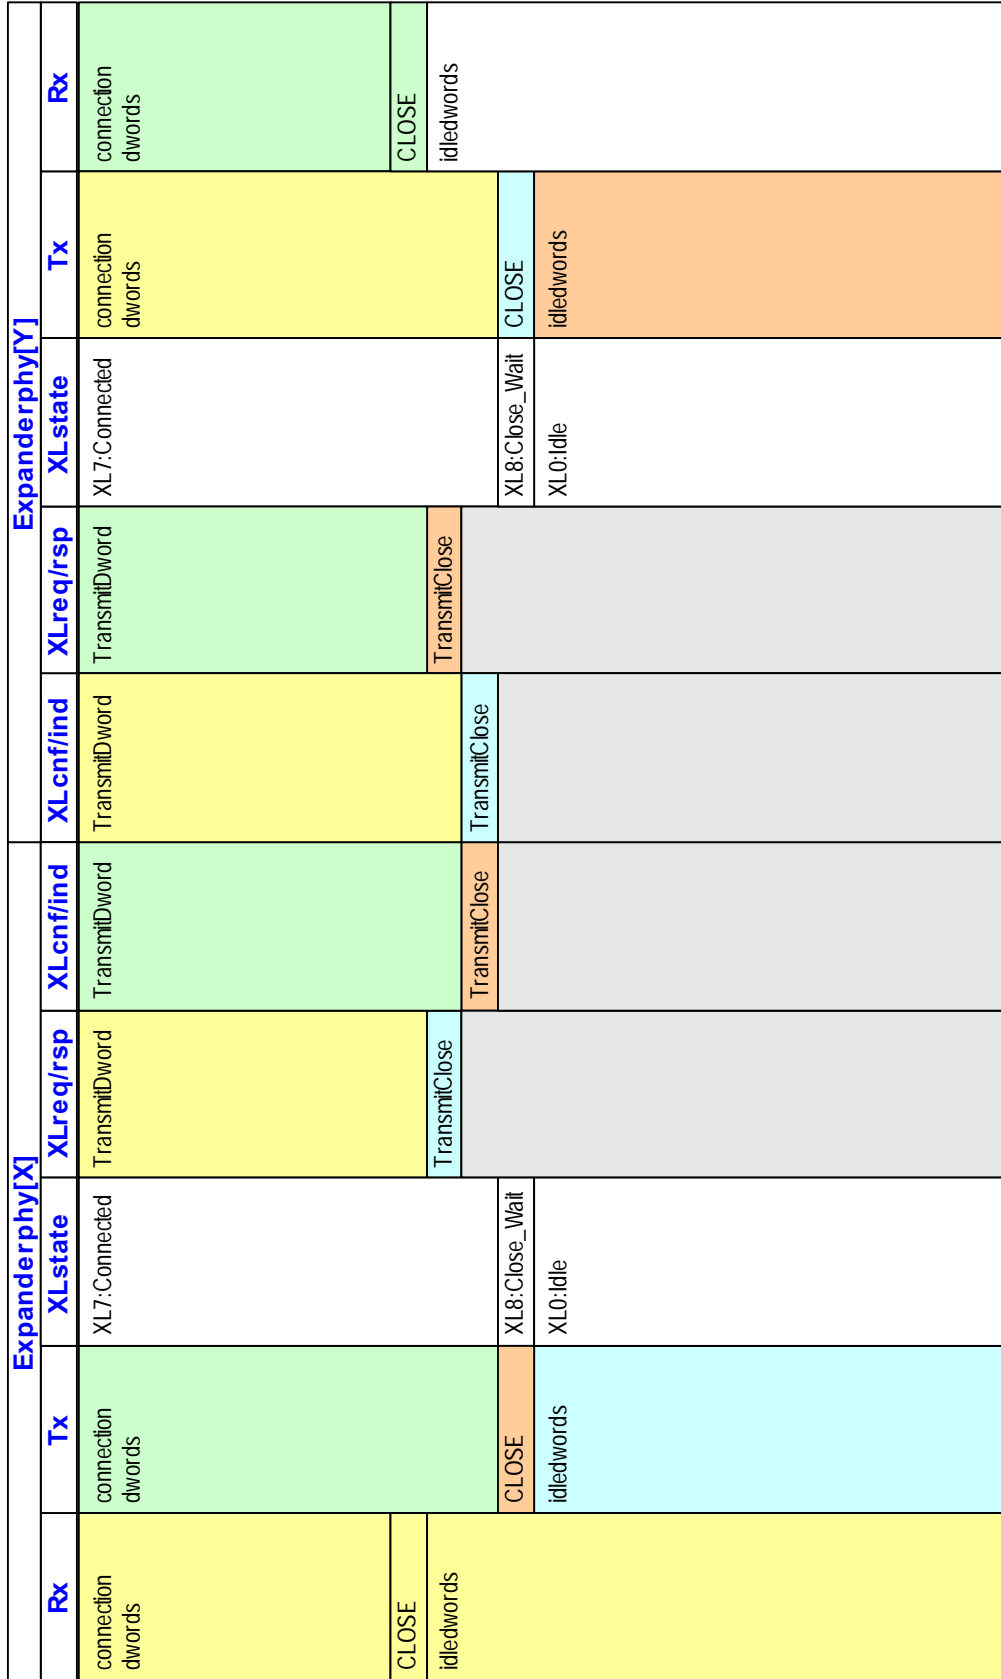 Expanderphy[X]
Expanderphy[Y]
Rx
Tx
XLstate
XLreq/rsp
XLcnf/ind
XLcnf/ind
XLreq/rsp
XLstate
Tx
Rx
connection
dwords
CLOSE
idledwords
connection
dwords
CLOSE
idledwords
XL7:Connected
XL8:Close_Wait
XL0:Idle
TransmitDword
TransmitClose
TransmitDword
TransmitClose
TransmitDword
TransmitClose
TransmitDword
TransmitClose
XL7:Connected
XL8:Close_Wait
XL0:Idle
connection
dwords
CLOSE
idledwords
connection
dwords
CLOSE
idledwords